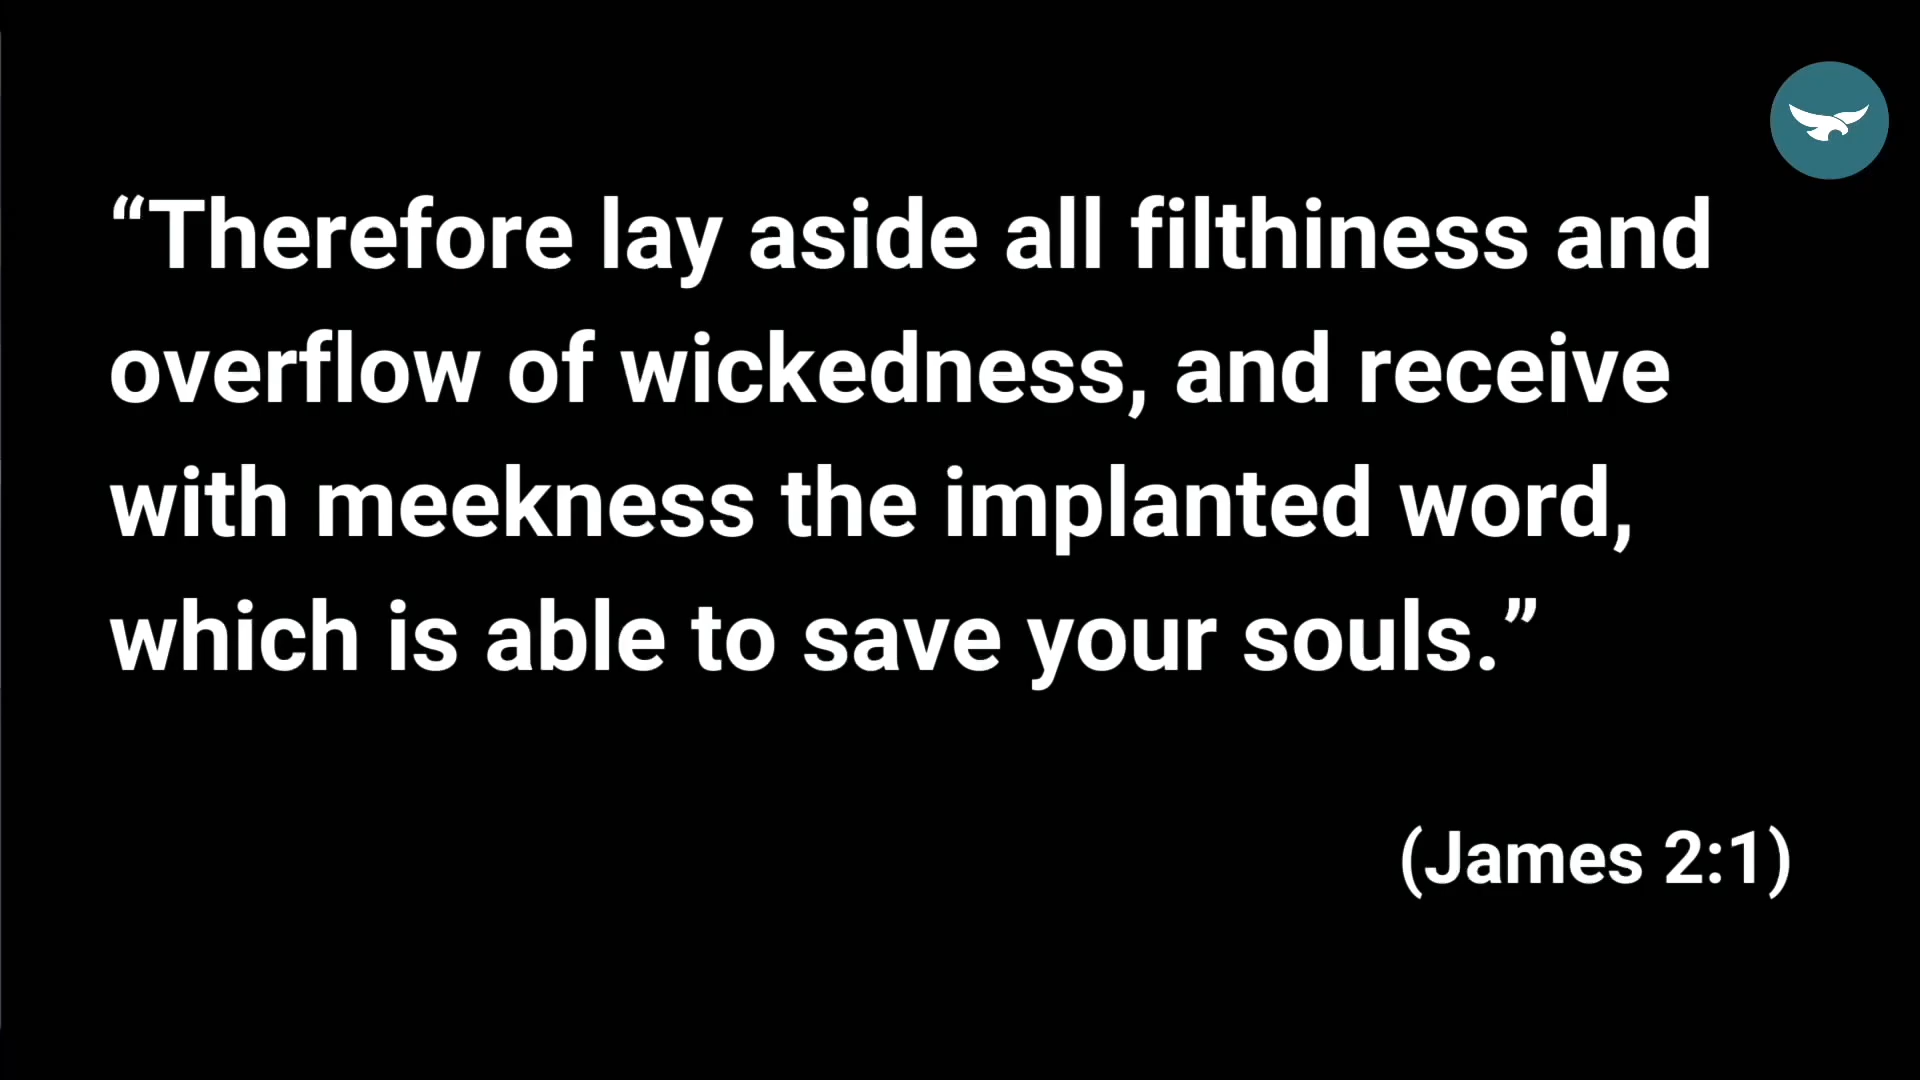 “Therefore lay aside all filthiness and
overflow of wickedness, and receive
with meekness the implanted word,
which is able to save your souls.”
(James 2:1)